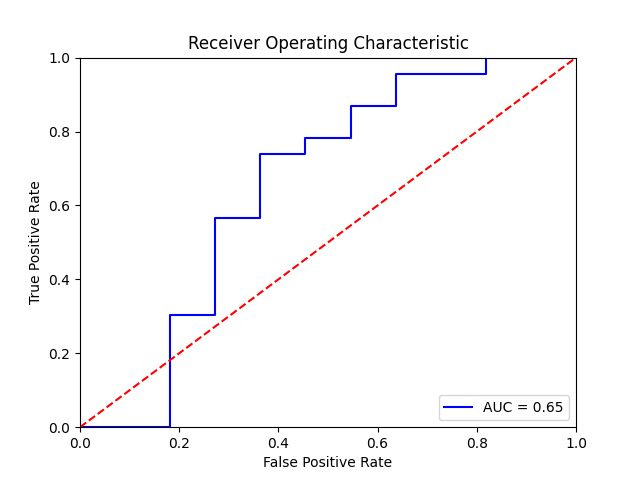 Receiver Operating Characteristic
1.0
0.8
0.6
0.4
0.2
0.0
True Positive Rate
AUC = 0.65
0.0 0.2 0.4 0.6 0.8 1.0
False Positive Rate